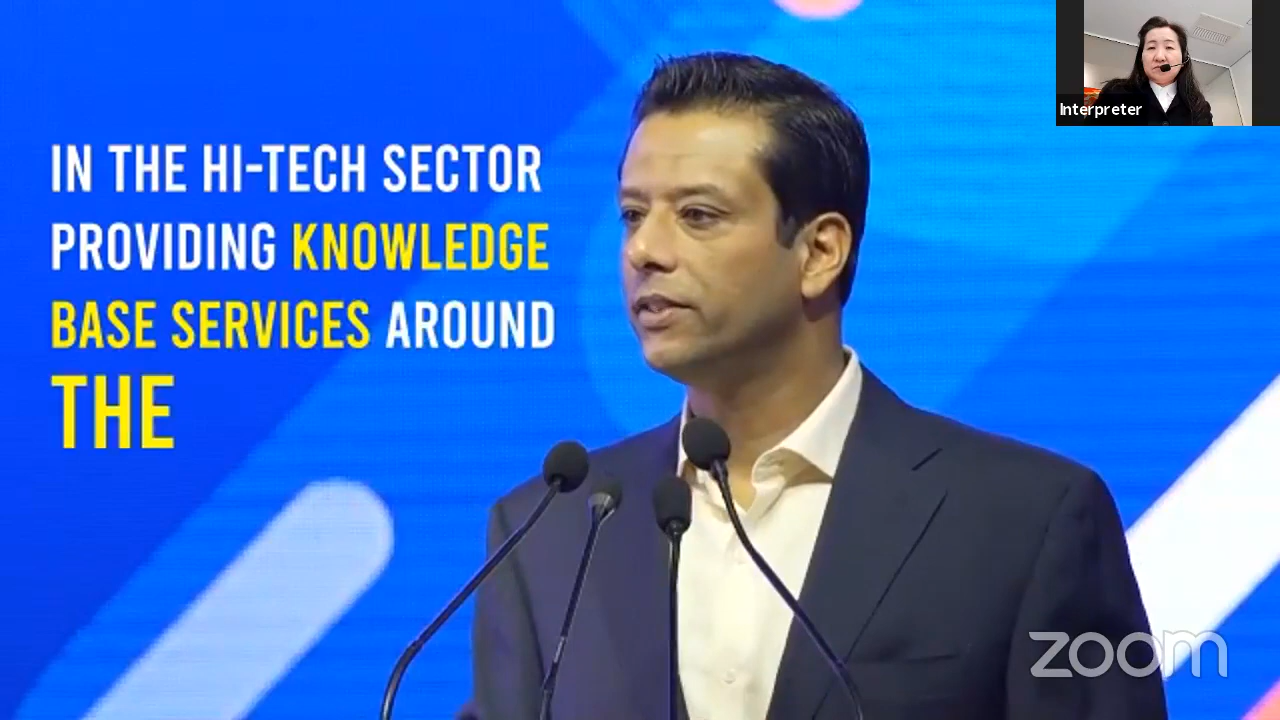 IN THE HI-TECH SECTOR
PROVIDING KNOWLEDGE
BASE SERVICES AROUND
THE
Interpreter
zoom